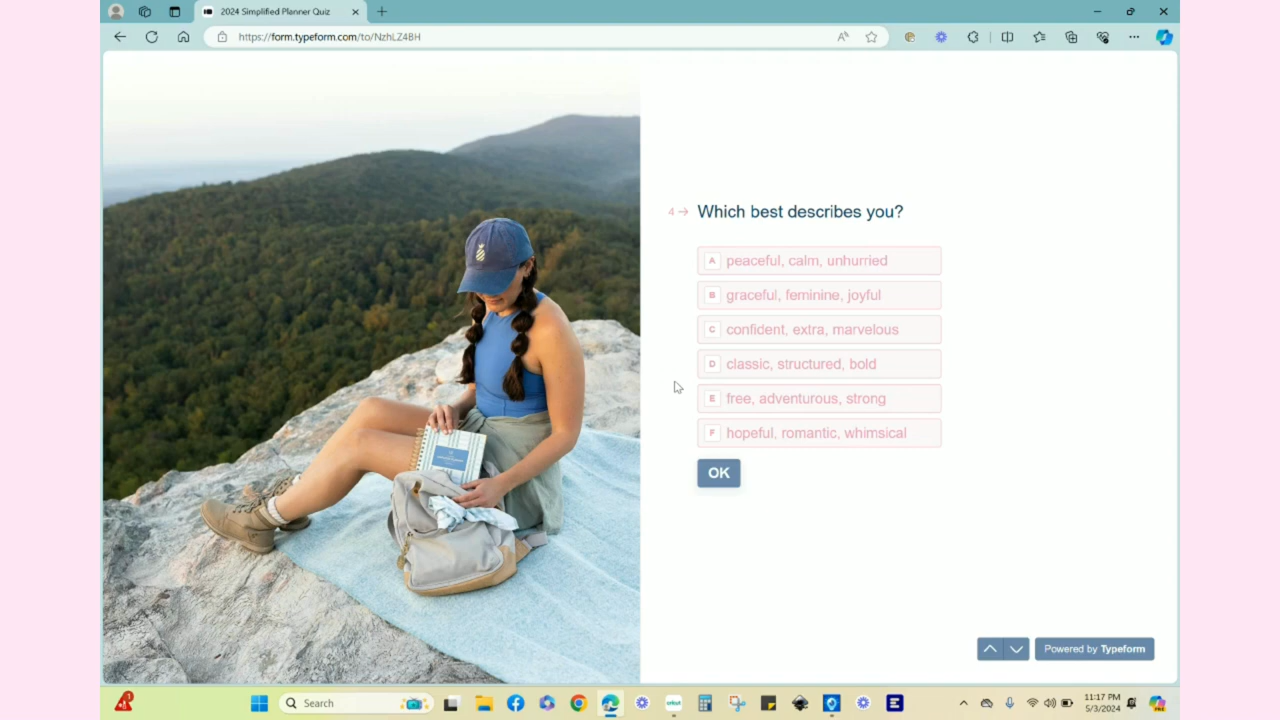 2024 Simplified Planner Quiz
https://form.typeform.com/to/NzhLZ4BH
4 → Which best describes you?
A peaceful, calm, unhurried
B graceful, feminine, joyful
C confident, extra, marvelous
D classic, structured, bold
E free, adventurous, strong
F hopeful, romantic, whimsical
OK
Powered by Typeform
Search
11:17 PM
5/3/2024